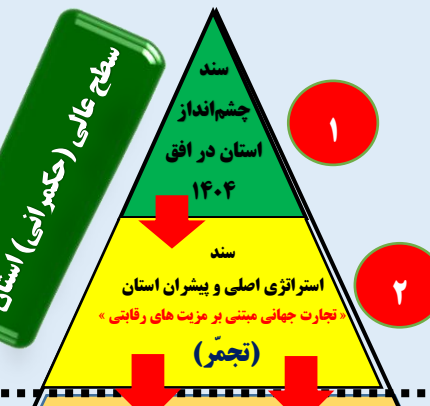 سطح عالی (حکمرانی) استان
سند
چشم‌انداز
استان در افق
۱۴۰۴
۱
سند
استراتژی اصلی و پیشران استان
« تجارت جهانی مبتنی بر مزیت های رقابتی »
(تجمّر)
۲